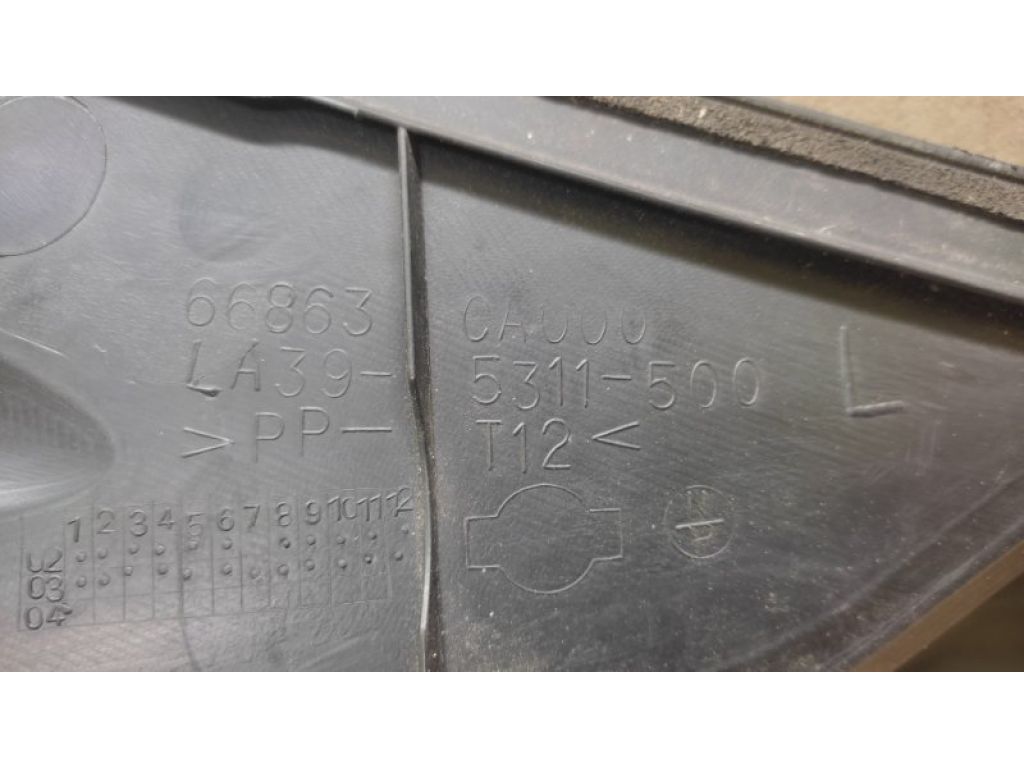 66863 CA000
LA39- 5311-500 L
>PP- T12<
1 2 3 4 5 6 7 8 9 10 11 12
02
03
04